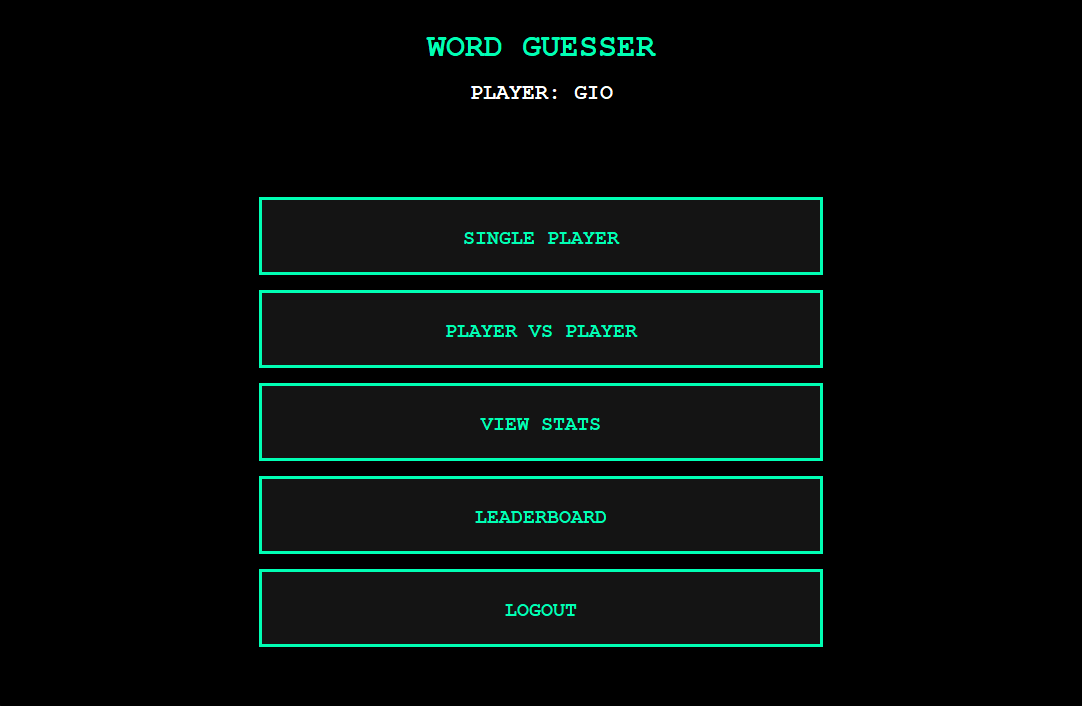 WORD GUESSER
PLAYER: GIO
SINGLE PLAYER
PLAYER VS PLAYER
VIEW STATS
LEADERBOARD
LOGOUT